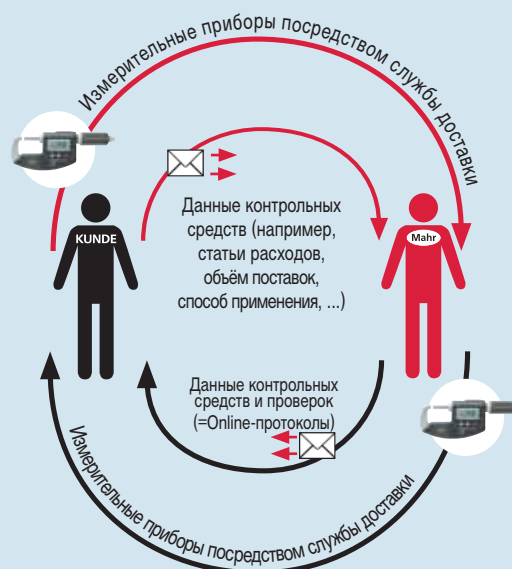 Измерительные приборы посредством службы доставки
KUNDE
Mahr
Данные контрольных
средств (например,
статьи расходов,
объём поставок,
способ применения, ...)
Данные контрольных
средств и проверок
(=Online-протоколы)
Измерительные приборы посредством службы доставки